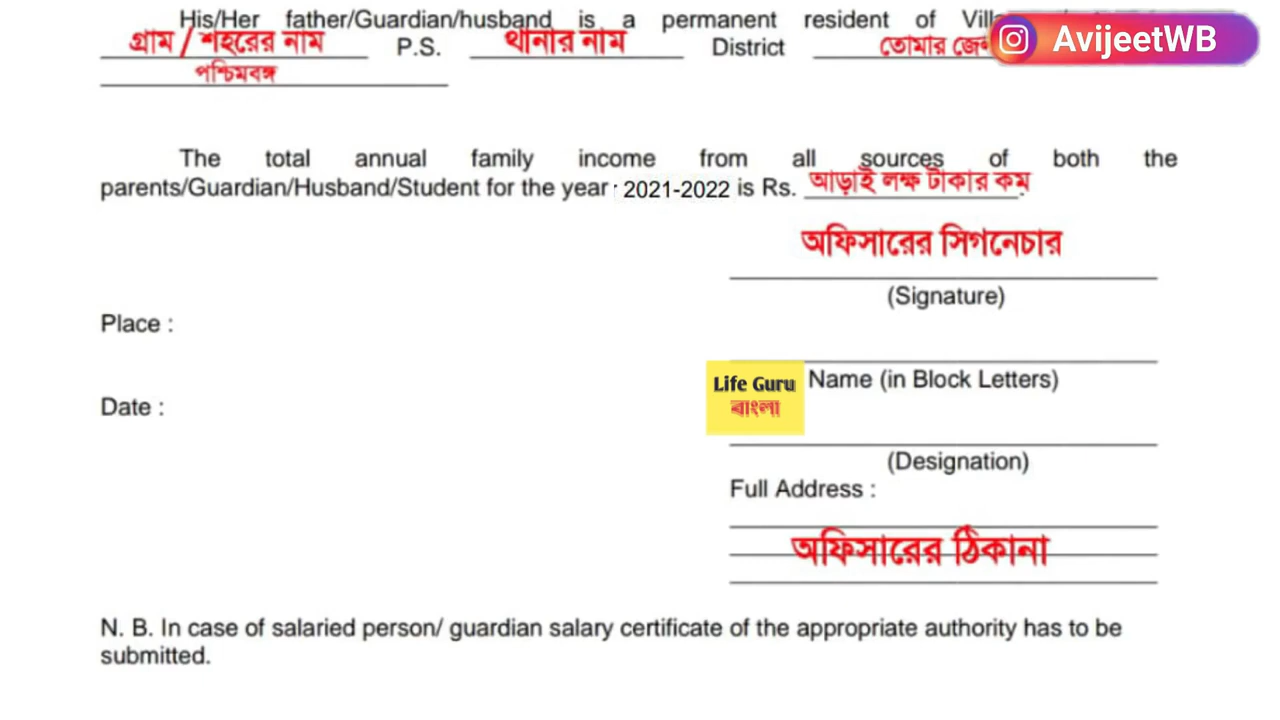 His/Her father/Guardian/husband is a permanent resident of
AvijeetWB
গ্রাম / শহরের নাম P.S. থানার নাম District তোমার
পশ্চিমবঙ্গ
The total annual family income from all sources of both the
parents/Guardian/Husband/Student for the year 2021-2022 is Rs. আড়াই লক্ষ টাকার কম
অফিসারের সিগনেচার
(Signature)
Place :
Name (in Block Letters)
Life Guru
বাংলা
Date :
(Designation)
Full Address :
অফিসারের ঠিকানা
N. B. In case of salaried person/ guardian salary certificate of the appropriate authority has to be
submitted.